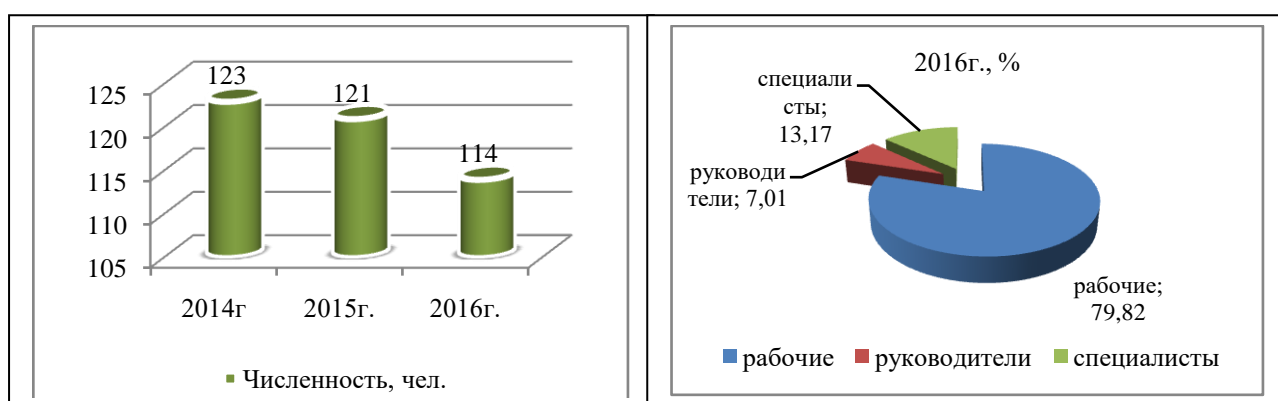 123
121
114
125
120
115
110
105
2014г
2015г.
2016г.
Численность, чел.
2016г., %
специали
сты;
13,17
руководи
тели; 7,01
рабочие;
79,82
рабочие
руководители
специалисты